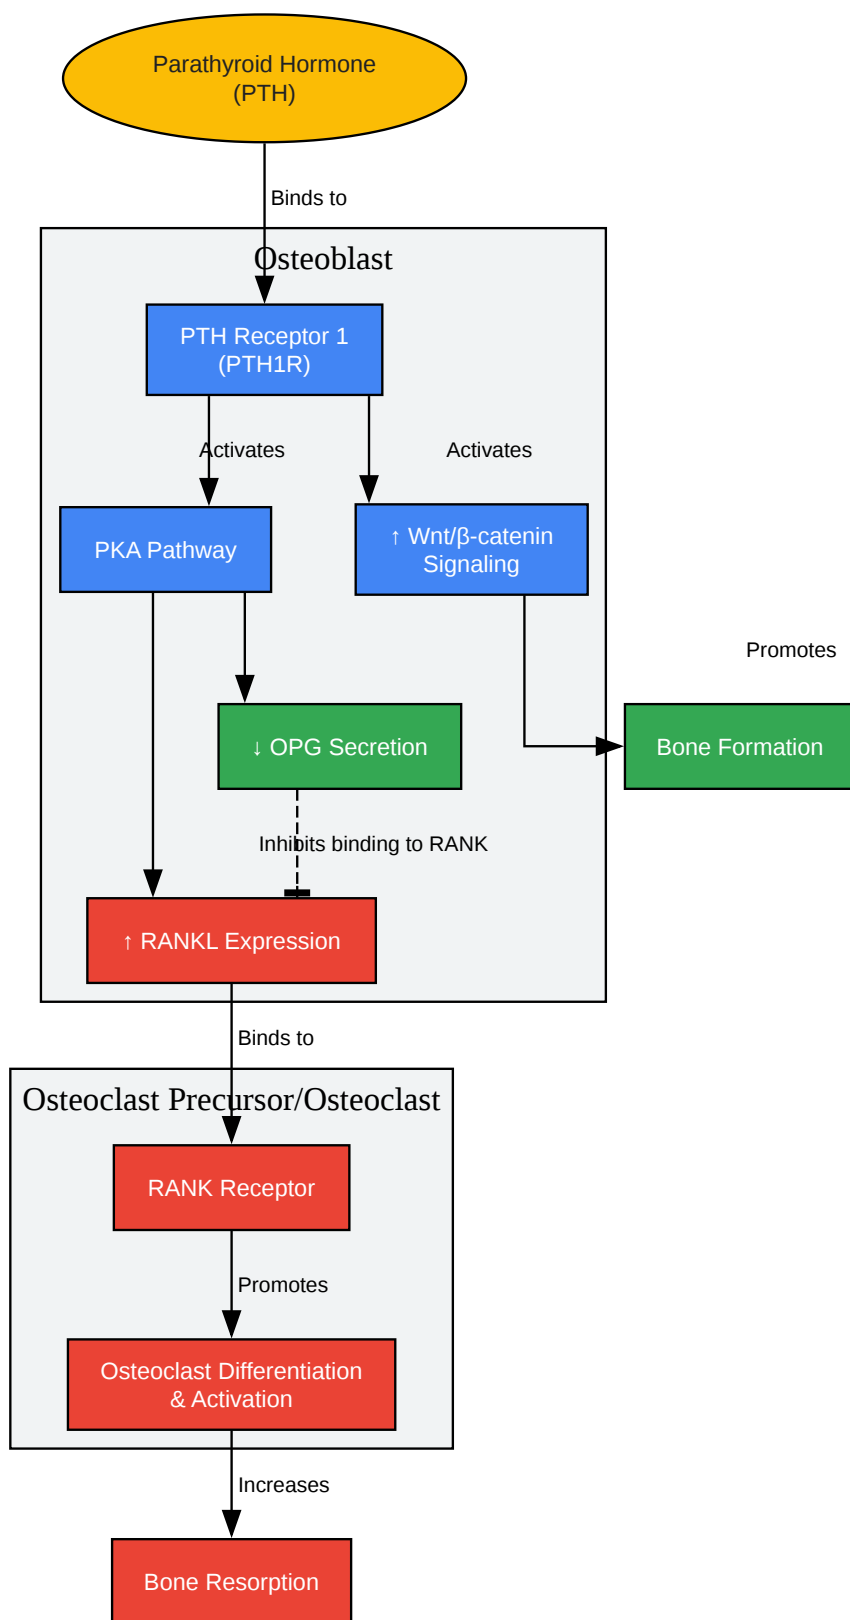 Parathyroid Hormone
(PTH)
Binds to
Osteoblast
PTH Receptor 1
(PTH1R)
Activates
Activates
PKA Pathway
↑ Wnt/β-catenin
Signaling
Promotes
↓ OPG Secretion
Bone Formation
Inhibits binding to RANK
↑ RANKL Expression
Binds to
Osteoclast Precursor/Osteoclast
RANK Receptor
Promotes
Osteoclast Differentiation
& Activation
Increases
Bone Resorption